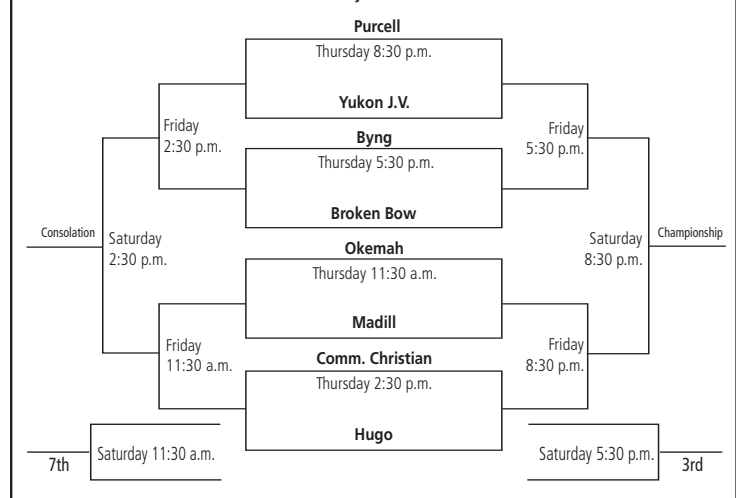 Purcell
Thursday 8:30 p.m.
Yukon J.V.
Friday
2:30 p.m.
Friday
5:30 p.m.
Byng
Thursday 5:30 p.m.
Broken Bow
Consolation
Saturday
2:30 p.m.
Saturday
8:30 p.m.
Championship
Okemah
Thursday 11:30 a.m.
Madill
Friday
11:30 a.m.
Friday
8:30 p.m.
Comm. Christian
Thursday 2:30 p.m.
Hugo
7th
Saturday 11:30 a.m.
Saturday 5:30 p.m.
3rd